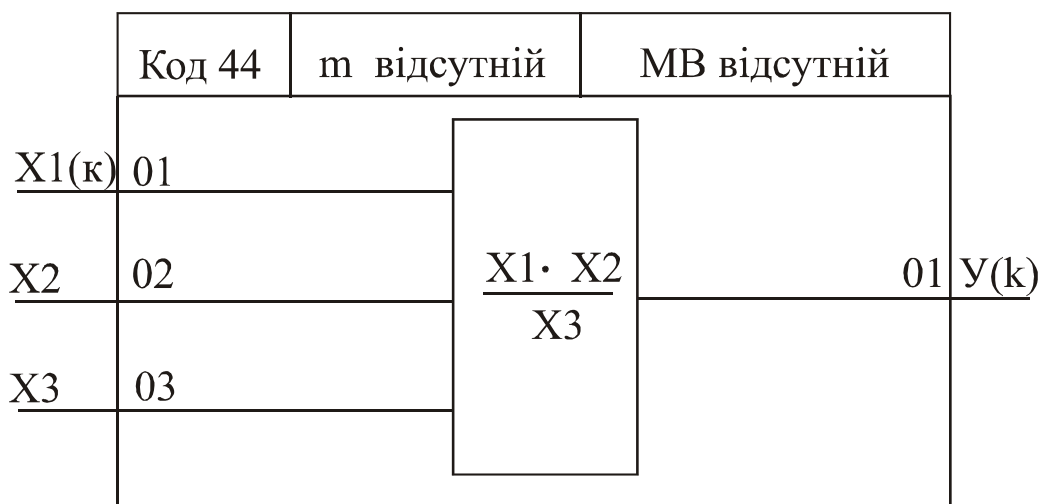 Код 44 m відсутній МВ відсутній
X1(к) 01
X2 02
X1· X2
01 У(k)
X3
X3 03